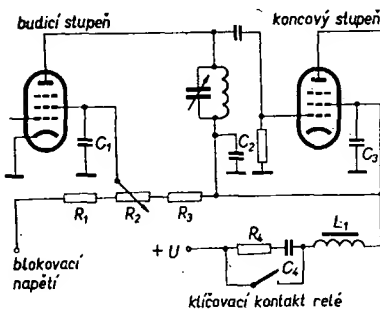 budicí stupeň
koncový stupeň
C1
C2
C3
R1
R2
R3
blokovací
napětí
+ U
R4
C4
L1
klíčovací kontakt relé